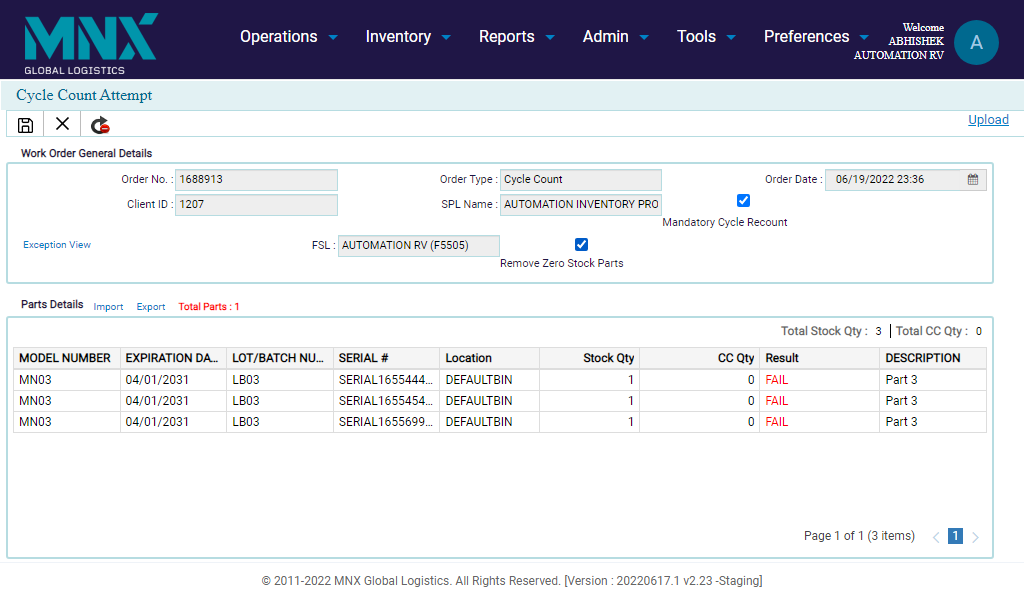 MNX
GLOBAL LOGISTICS
Operations Inventory Reports Admin Tools Preferences
Welcome
ABHISHEK
AUTOMATION RV
A
Cycle Count Attempt
Upload
Work Order General Details
Order No. : 1688913 Order Type : Cycle Count Order Date : 06/19/2022 23:36
Client ID : 1207 SPL Name : AUTOMATION INVENTORY PRO
Mandatory Cycle Recount
Exception View FSL : AUTOMATION RV (F5505)
Remove Zero Stock Parts
Parts Details Import Export Total Parts : 1
Total Stock Qty : 3 Total CC Qty : 0
MODEL NUMBER EXPIRATION DA... LOT/BATCH NU... SERIAL # Location Stock Qty CC Qty Result DESCRIPTION
MN03 04/01/2031 LB03 SERIAL1655444... DEFAULTBIN 1 0 FAIL Part 3
MN03 04/01/2031 LB03 SERIAL1655454... DEFAULTBIN 1 0 FAIL Part 3
MN03 04/01/2031 LB03 SERIAL1655699... DEFAULTBIN 1 0 FAIL Part 3
Page 1 of 1 (3 items) 1
© 2011-2022 MNX Global Logistics. All Rights Reserved. [Version : 20220617.1 v2.23 -Staging]